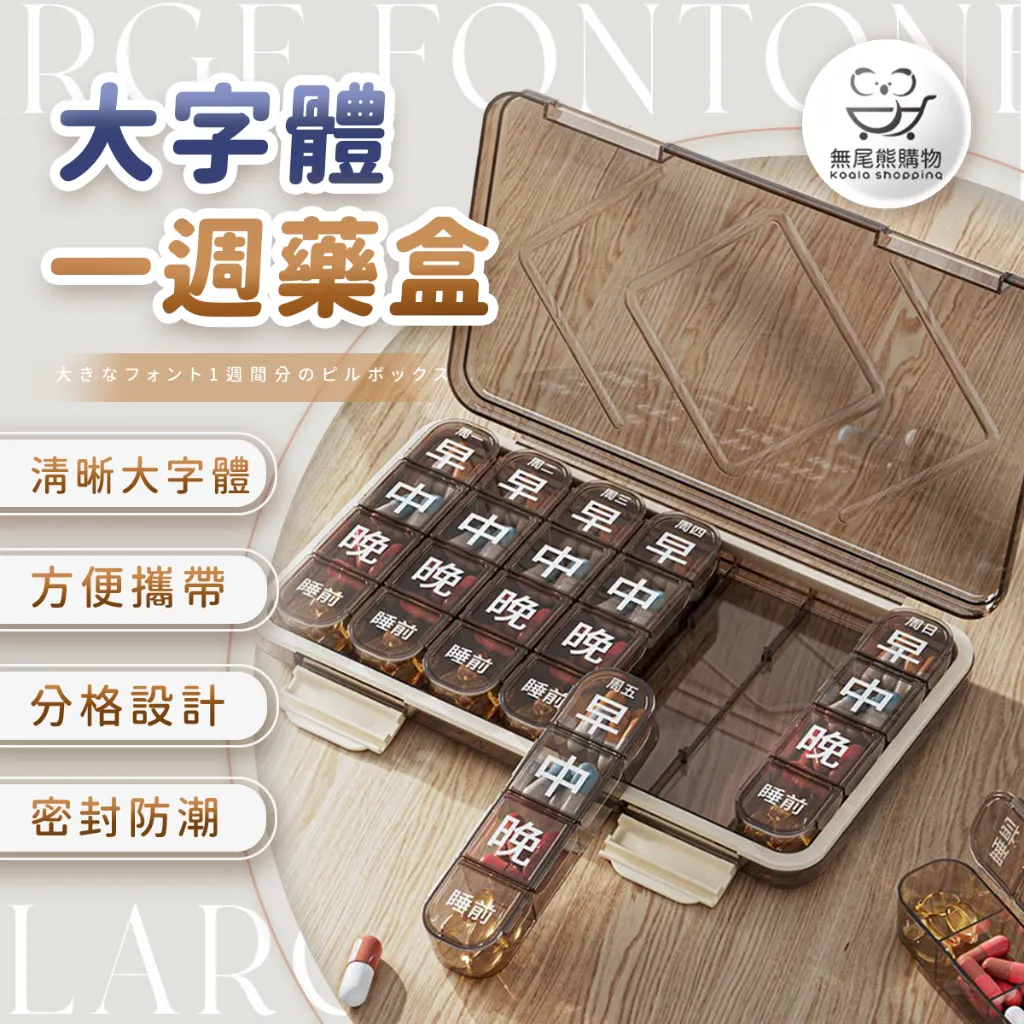 RGE FONTONE
大字體
一週藥盒
大きなフォント1週間分のピルボックス
無尾熊購物
Koala shopping
清晰大字體
方便攜帶
分格設計
密封防潮
周一
早
中
晚
睡前
周二
早
中
晚
睡前
周三
早
中
晚
睡前
周四
早
中
晚
睡前
周五
早
中
晚
睡前
周日
早
中
晚
睡前
睡前
LARG